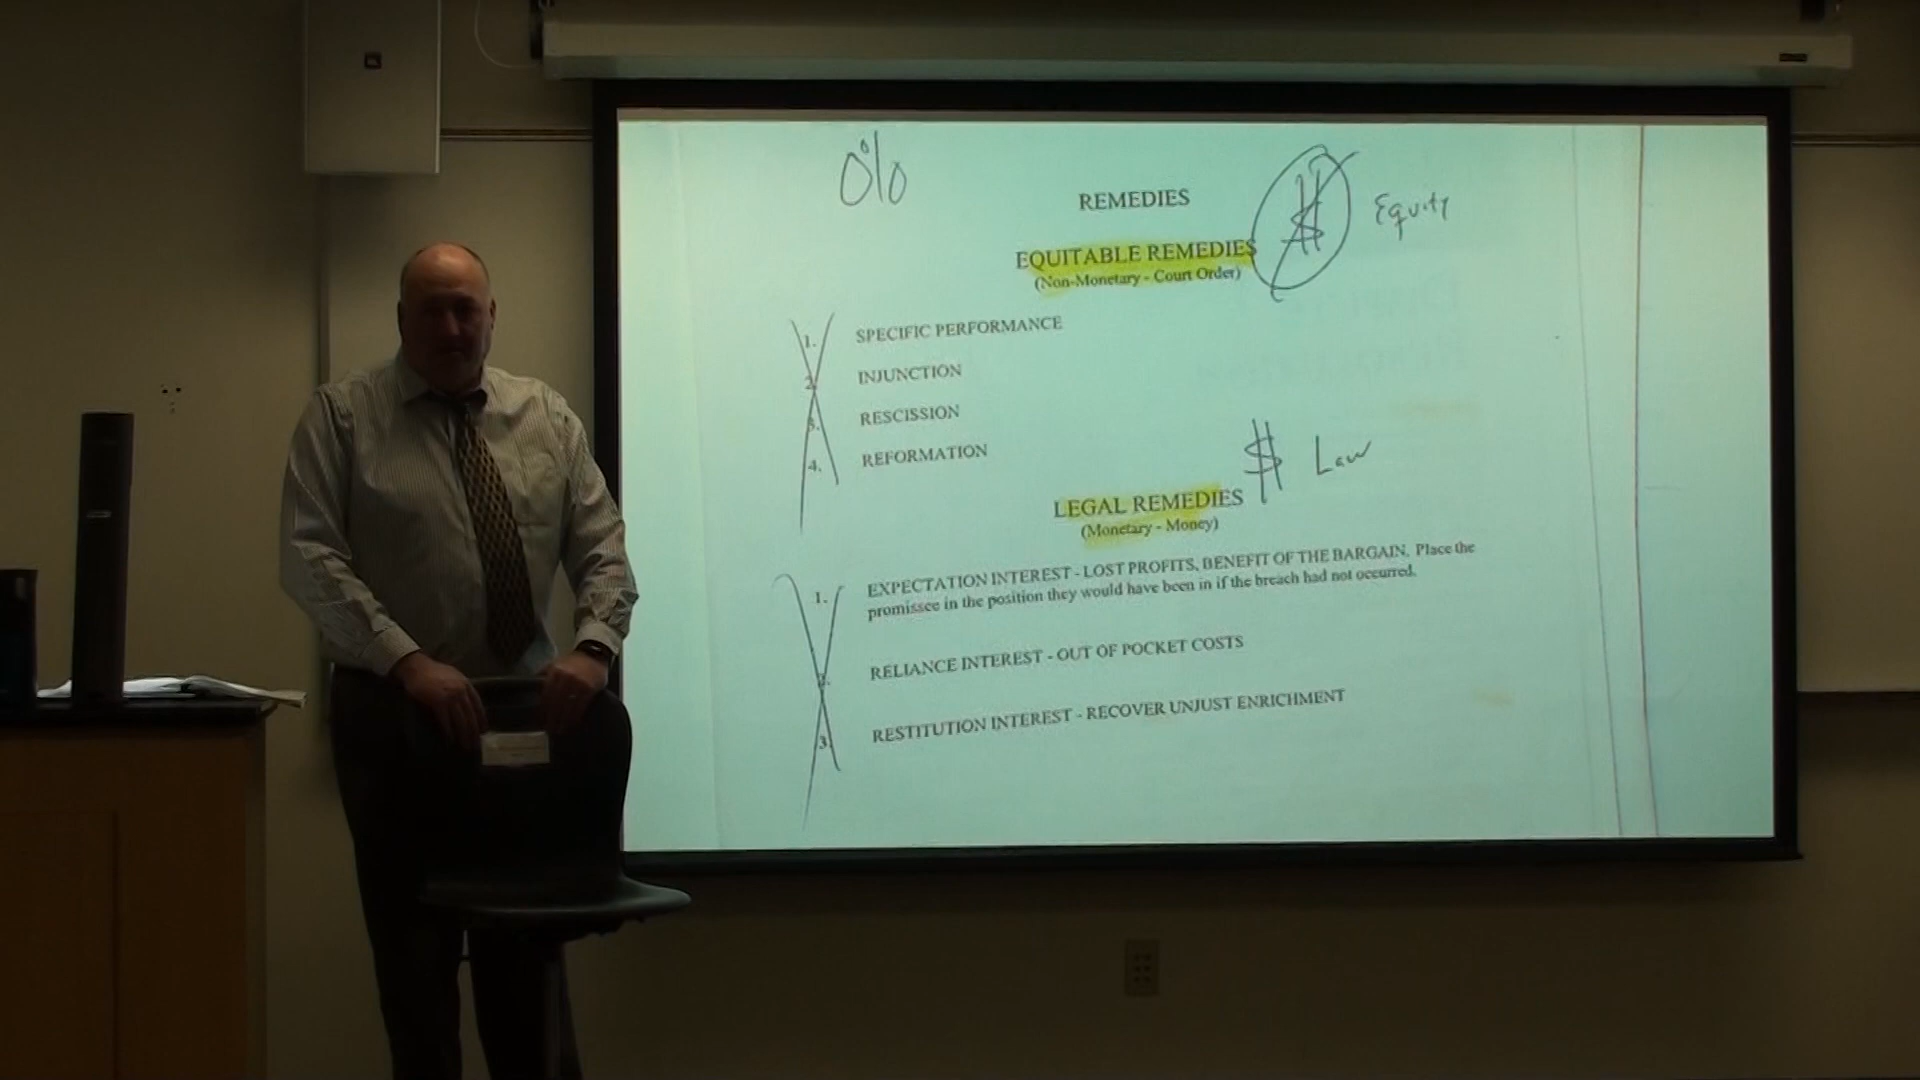 0%
REMEDIES
$ Equity
EQUITABLE REMEDIES
(Non-Monetary - Court Order)
1. SPECIFIC PERFORMANCE
2. INJUNCTION
3. RESCISSION
4. REFORMATION
$ Law
LEGAL REMEDIES
(Monetary - Money)
1. EXPECTATION INTEREST - LOST PROFITS, BENEFIT OF THE BARGAIN. Place the
promissee in the position they would have been in if the breach had not occurred.
2. RELIANCE INTEREST - OUT OF POCKET COSTS
3. RESTITUTION INTEREST - RECOVER UNJUST ENRICHMENT